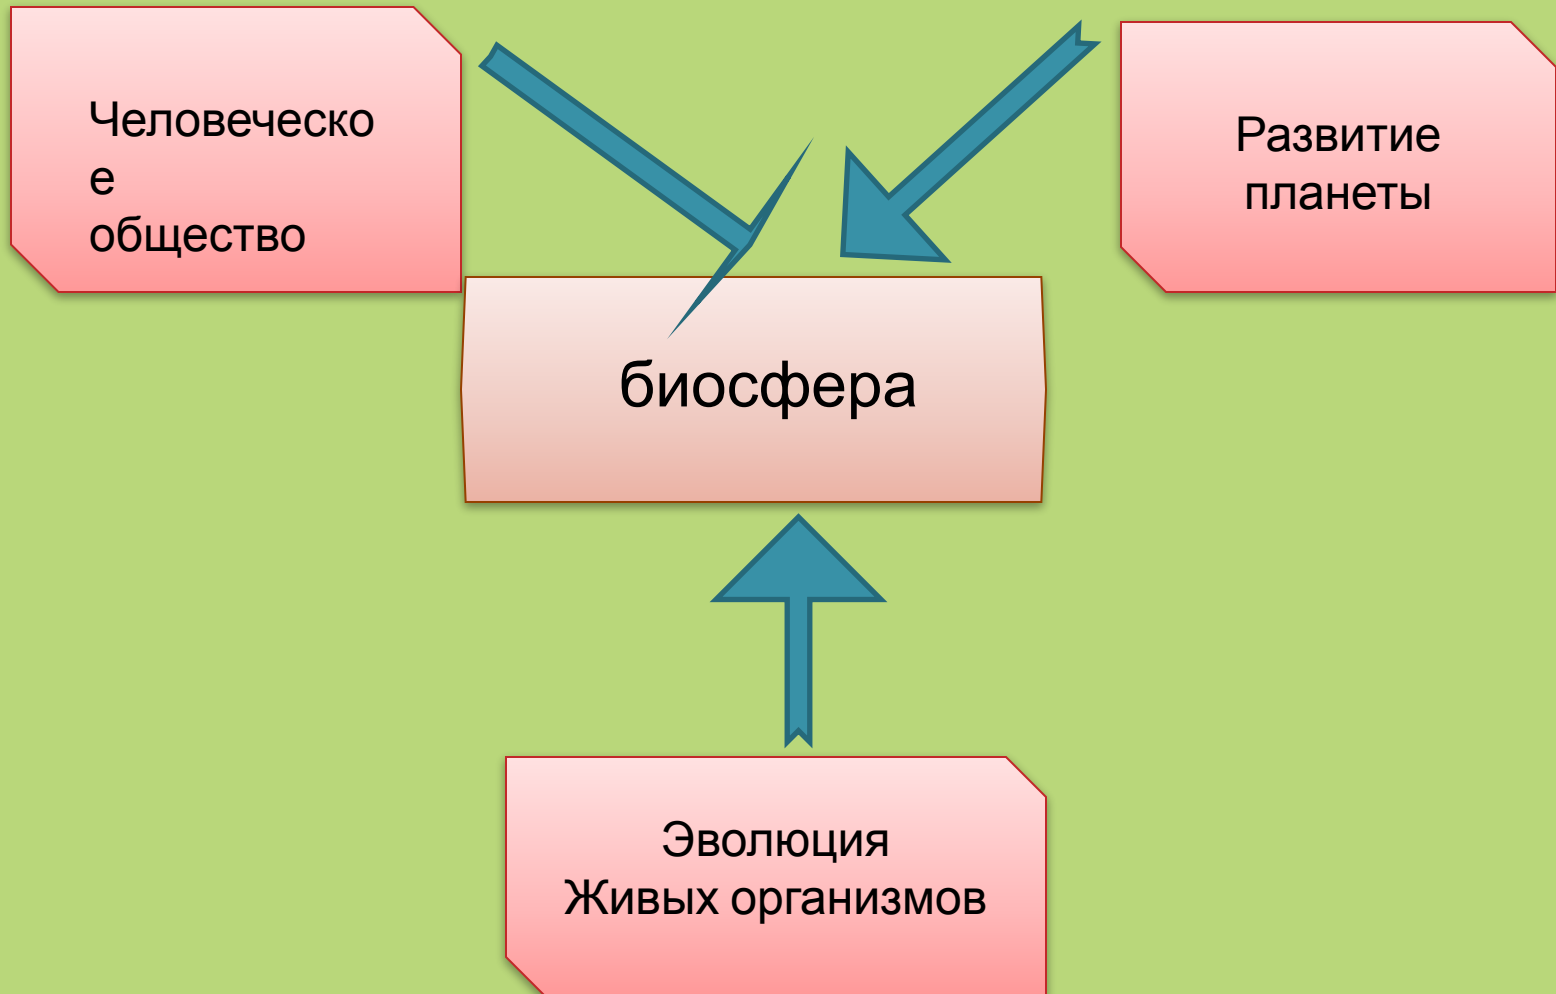 Человеческо
е
общество
Развитие
планеты
биосфера
Эволюция
Живых организмов